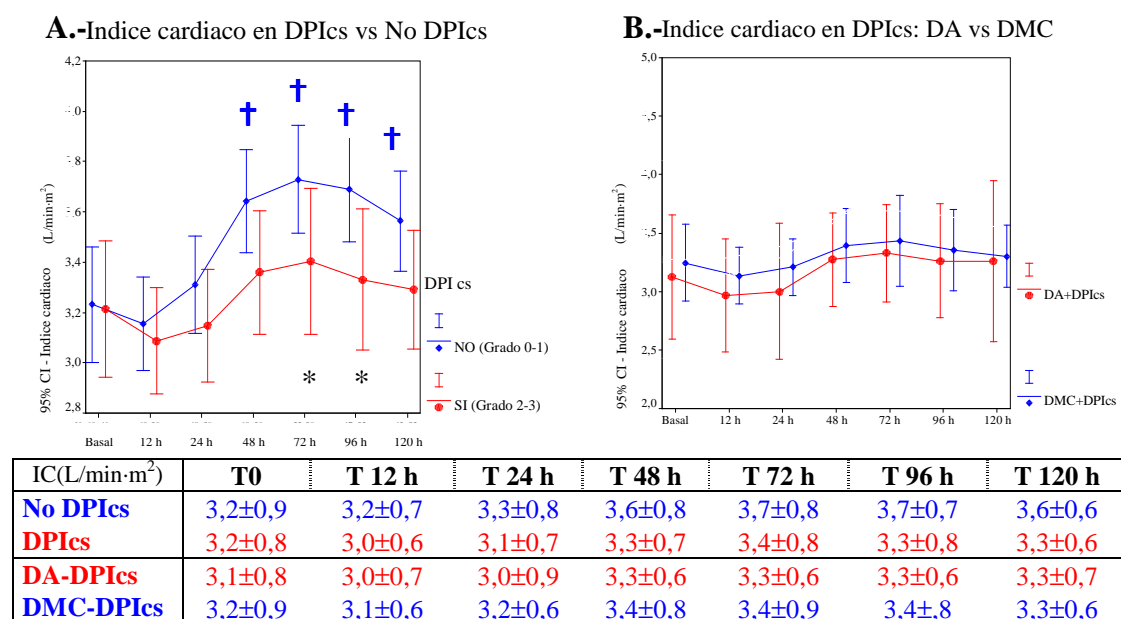 A.-Indice cardiaco en DPIcs vs No DPIcs
B.-Indice cardiaco en DPIcs: DA vs DMC
95% CI - Indice cardiaco (L/min·m²)
4,2
3,4
3,2
3,0
2,8
† † † †
* *
Basal 12 h 24 h 48 h 72 h 96 h 120 h
DPI cs
NO (Grado 0-1)
SI (Grado 2-3)
95% CI - Indice cardiaco (L/min·m²)
5,0
3,0
2,5
2,0
Basal 12 h 24 h 48 h 72 h 96 h 120 h
DA+DPIcs
DMC+DPIcs
IC(L/min·m²) T0 T 12 h T 24 h T 48 h T 72 h T 96 h T 120 h
No DPIcs 3,2±0,9 3,2±0,7 3,3±0,8 3,6±0,8 3,7±0,8 3,7±0,7 3,6±0,6
DPIcs 3,2±0,8 3,0±0,6 3,1±0,7 3,3±0,7 3,4±0,8 3,3±0,8 3,3±0,6
DA-DPIcs 3,1±0,8 3,0±0,7 3,0±0,9 3,3±0,6 3,3±0,6 3,3±0,6 3,3±0,7
DMC-DPIcs 3,2±0,9 3,1±0,6 3,2±0,6 3,4±0,8 3,4±0,9 3,4±,8 3,3±0,6